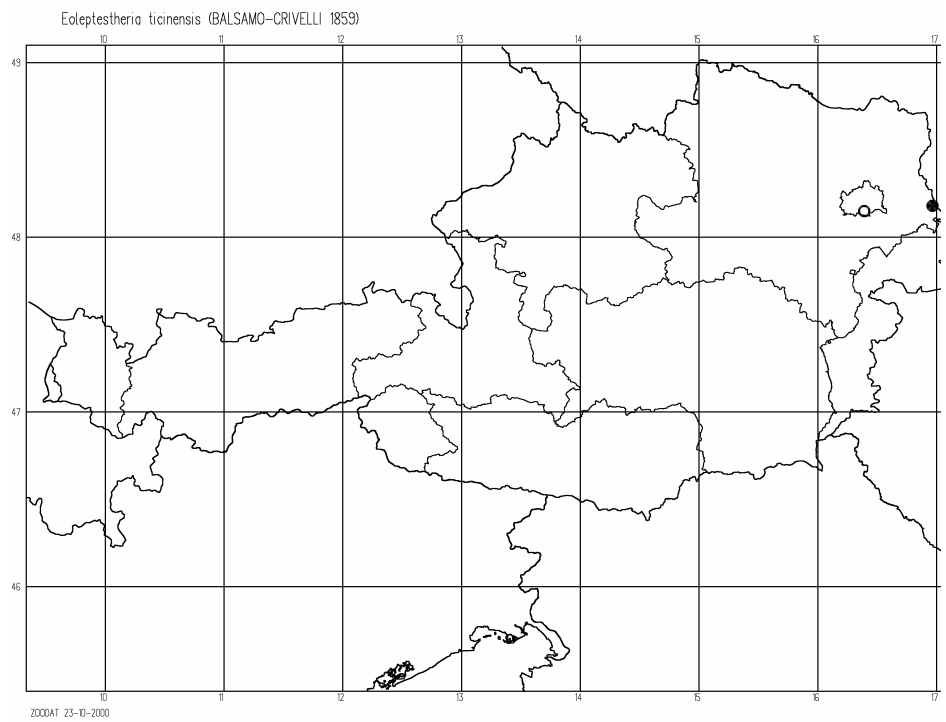 Eoleptestheria ticinensis (BALSAMO-CRIVELLI 1859)
10 11 12 13 14 15 16 17
49
48
47
46
10 11 12 13 14 15 16 17
ZOODAT 23-10-2000